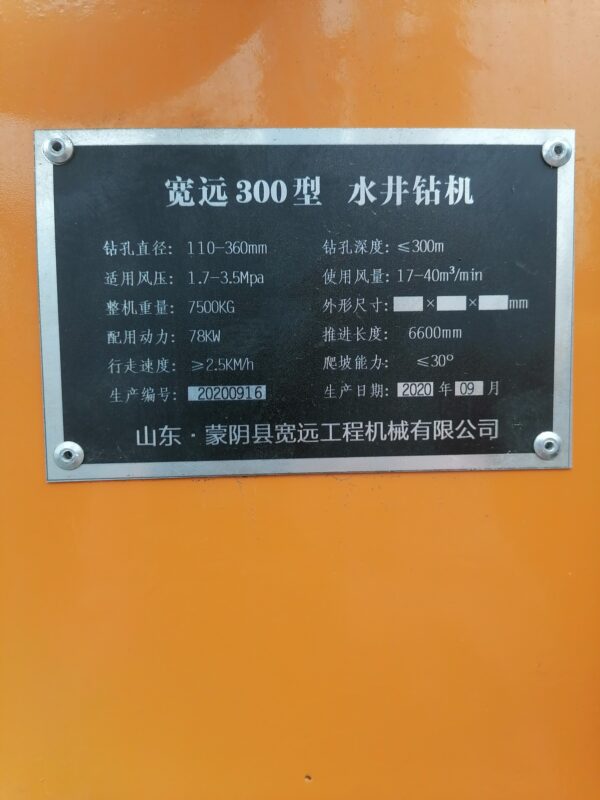 宽远300型 水井钻机
钻孔直径: 110-360mm 钻孔深度: ≤300m
适用风压: 1.7-3.5Mpa 使用风量: 17-40m³/min
整机重量: 7500KG 外形尺寸: × × mm
配用动力: 78KW 推进长度: 6600mm
行走速度: ≥2.5KM/h 爬坡能力: ≤30°
生产编号: 20200916 生产日期: 2020 年 09 月
山东·蒙阴县宽远工程机械有限公司